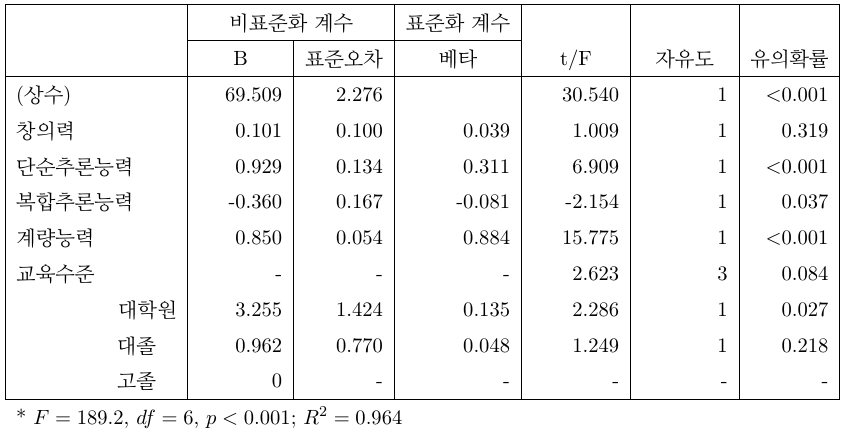 비표준화 계수 표준화 계수
B 표준오차 베타 t/F 자유도 유의확률
(상수) 69.509 2.276 30.540 1 <0.001
창의력 0.101 0.100 0.039 1.009 1 0.319
단순추론능력 0.929 0.134 0.311 6.909 1 <0.001
복합추론능력 -0.360 0.167 -0.081 -2.154 1 0.037
계량능력 0.850 0.054 0.884 15.775 1 <0.001
교육수준 - - - 2.623 3 0.084
대학원 3.255 1.424 0.135 2.286 1 0.027
대졸 0.962 0.770 0.048 1.249 1 0.218
고졸 0 - - - - -
* F = 189.2, df = 6, p < 0.001; R² = 0.964